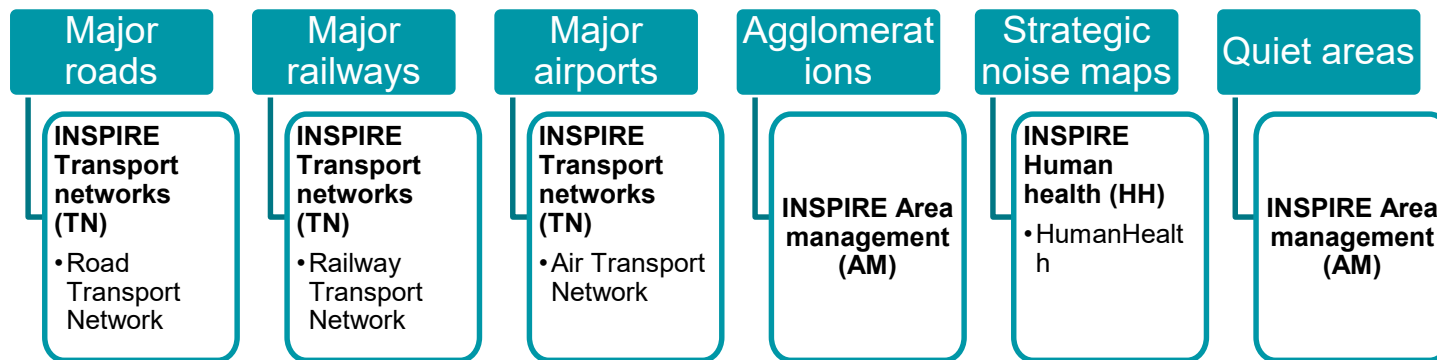 Major
roads
INSPIRE
Transport
networks
(TN)
•Road
Transport
Network
Major
railways
INSPIRE
Transport
networks
(TN)
•Railway
Transport
Network
Major
airports
INSPIRE
Transport
networks
(TN)
•Air Transport
Network
Agglomerat
ions
INSPIRE Area
management
(AM)
Strategic
noise maps
INSPIRE
Human
health (HH)
•HumanHealt
h
Quiet areas
INSPIRE Area
management
(AM)